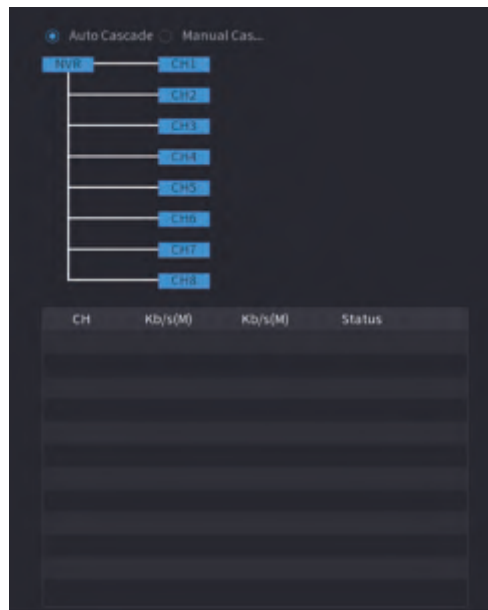 Auto Cascade Manual Cas...
NVR CH1
CH2
CH3
CH4
CH5
CH6
CH7
CH8
CH Kb/s(M) Kb/s(M) Status